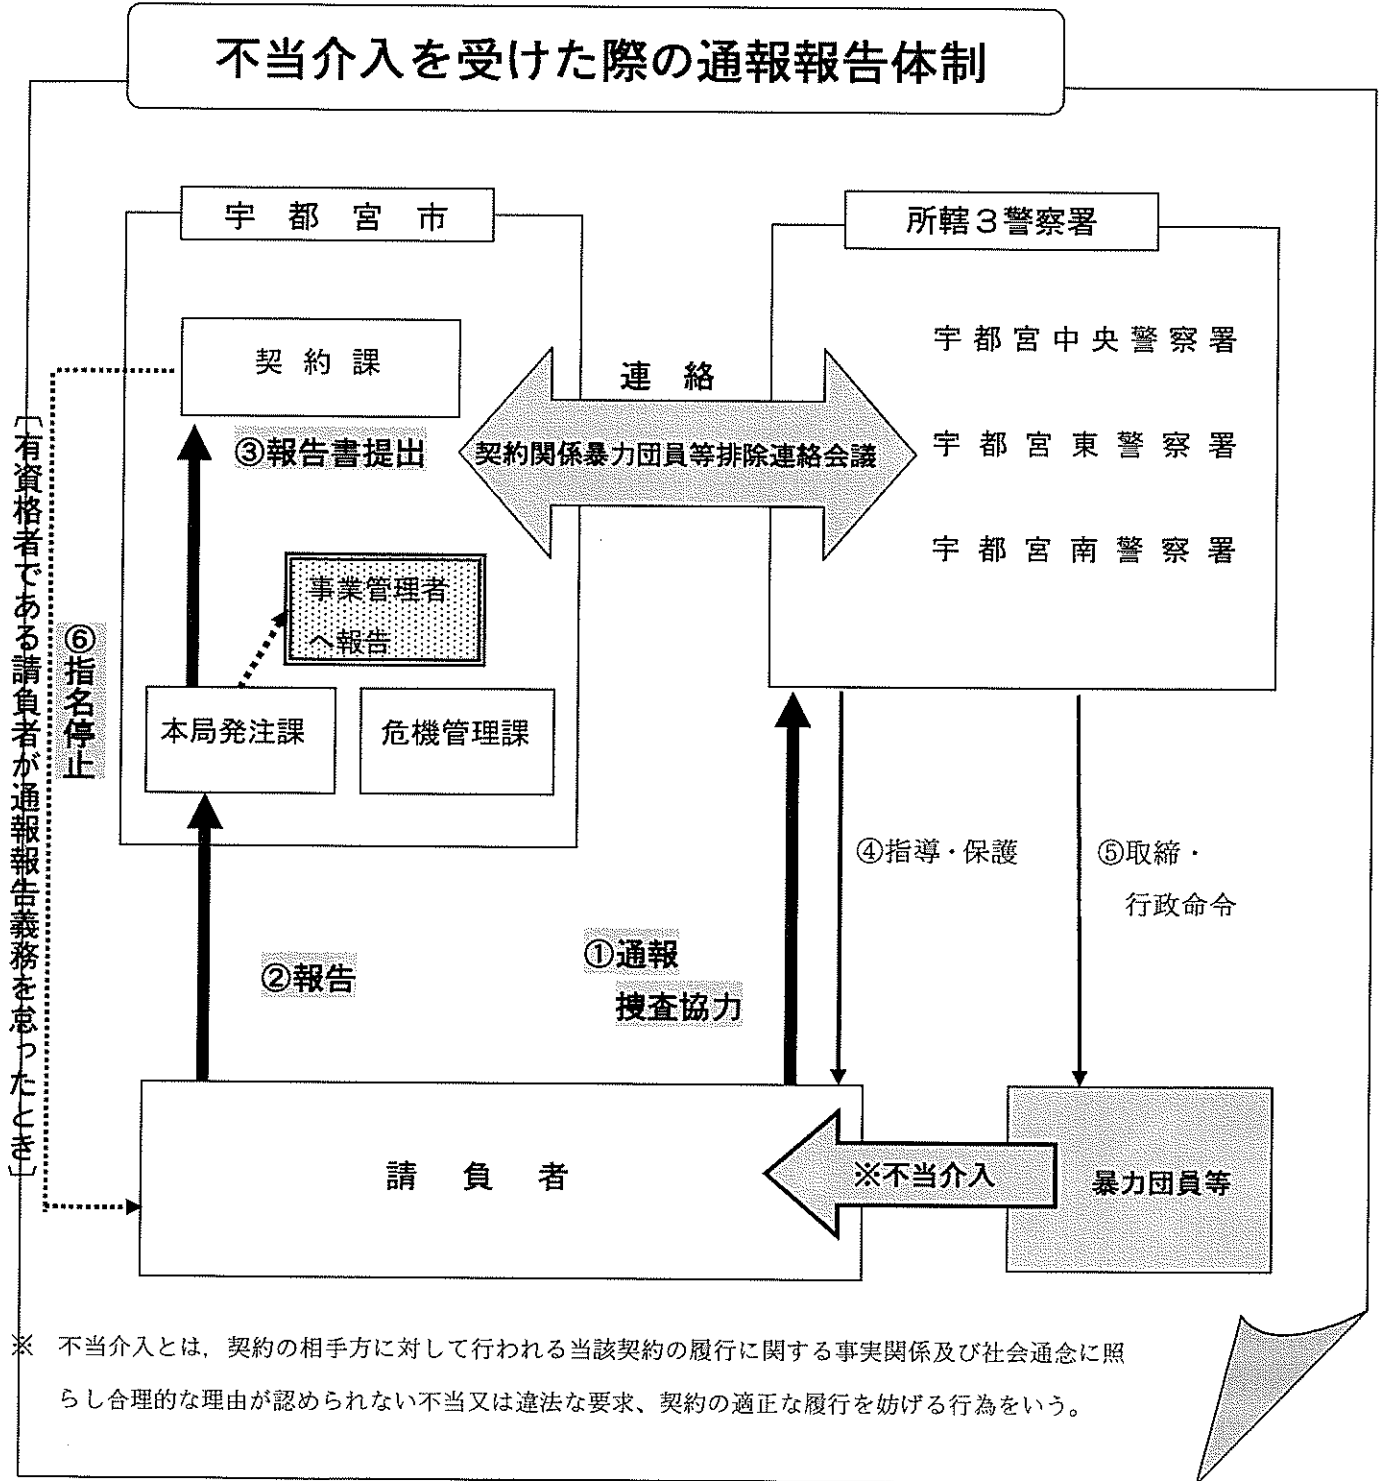 不当介入を受けた際の通報報告体制
宇都宮市
所轄3警察署
契約課
宇都宮中央警察署
連絡
③報告書提出
契約関係暴力団員等排除連絡会議
宇都宮東警察署
宇都宮南警察署
事業管理者
へ報告
本局発注課
危機管理課
⑥指名停止
〔有資格者である請負者が通報報告義務を怠ったとき〕
④指導・保護
⑤取締・
行政命令
②報告
①通報
捜査協力
請負者
※不当介入
暴力団員等
※ 不当介入とは，契約の相手方に対して行われる当該契約の履行に関する事実関係及び社会通念に照
らし合理的な理由が認められない不当又は違法な要求、契約の適正な履行を妨げる行為をいう。